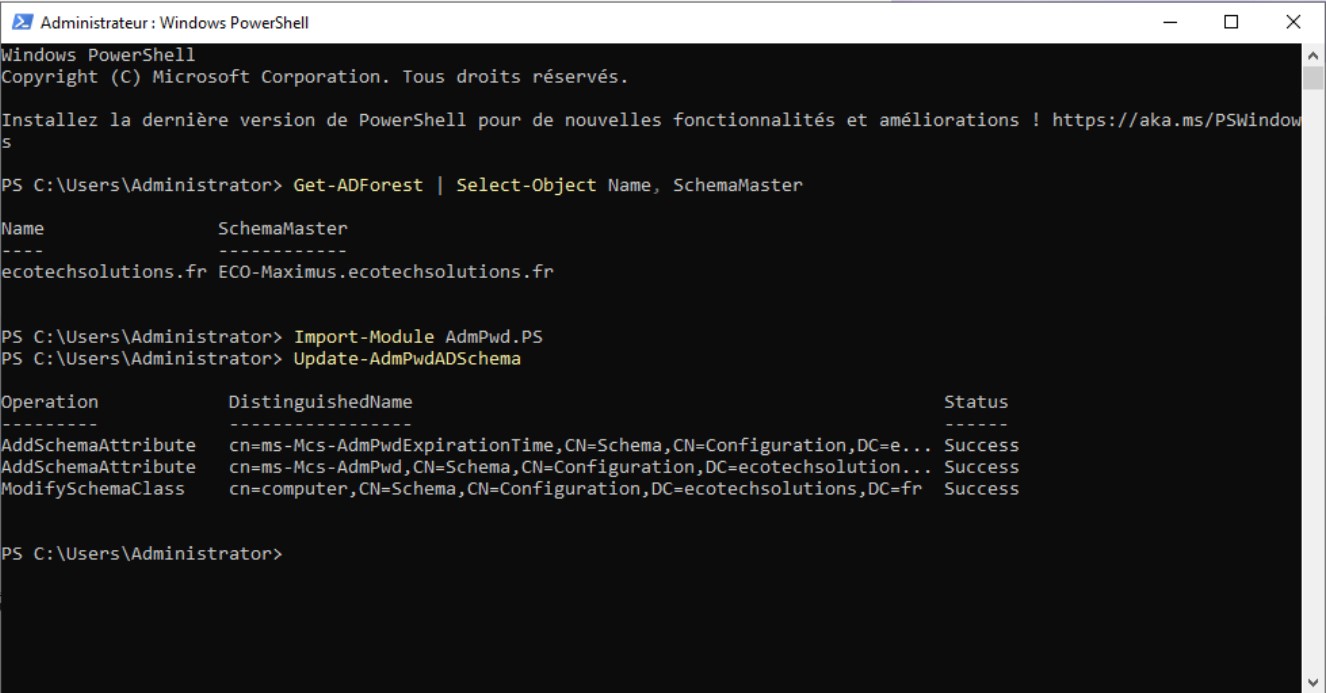 Administrateur : Windows PowerShell
Windows PowerShell
Copyright (C) Microsoft Corporation. Tous droits réservés.
Installez la dernière version de PowerShell pour de nouvelles fonctionnalités et améliorations ! https://aka.ms/PSWindow
s
PS C:\Users\Administrator> Get-ADForest | Select-Object Name, SchemaMaster
Name SchemaMaster
---- ------------
ecotechsolutions.fr ECO-Maximus.ecotechsolutions.fr
PS C:\Users\Administrator> Import-Module AdmPwd.PS
PS C:\Users\Administrator> Update-AdmPwdADSchema
Operation DistinguishedName Status
--------- ----------------- ------
AddSchemaAttribute cn=ms-Mcs-AdmPwdExpirationTime,CN=Schema,CN=Configuration,DC=e... Success
AddSchemaAttribute cn=ms-Mcs-AdmPwd,CN=Schema,CN=Configuration,DC=ecotechsolution... Success
ModifySchemaClass cn=computer,CN=Schema,CN=Configuration,DC=ecotechsolutions,DC=fr Success
PS C:\Users\Administrator>